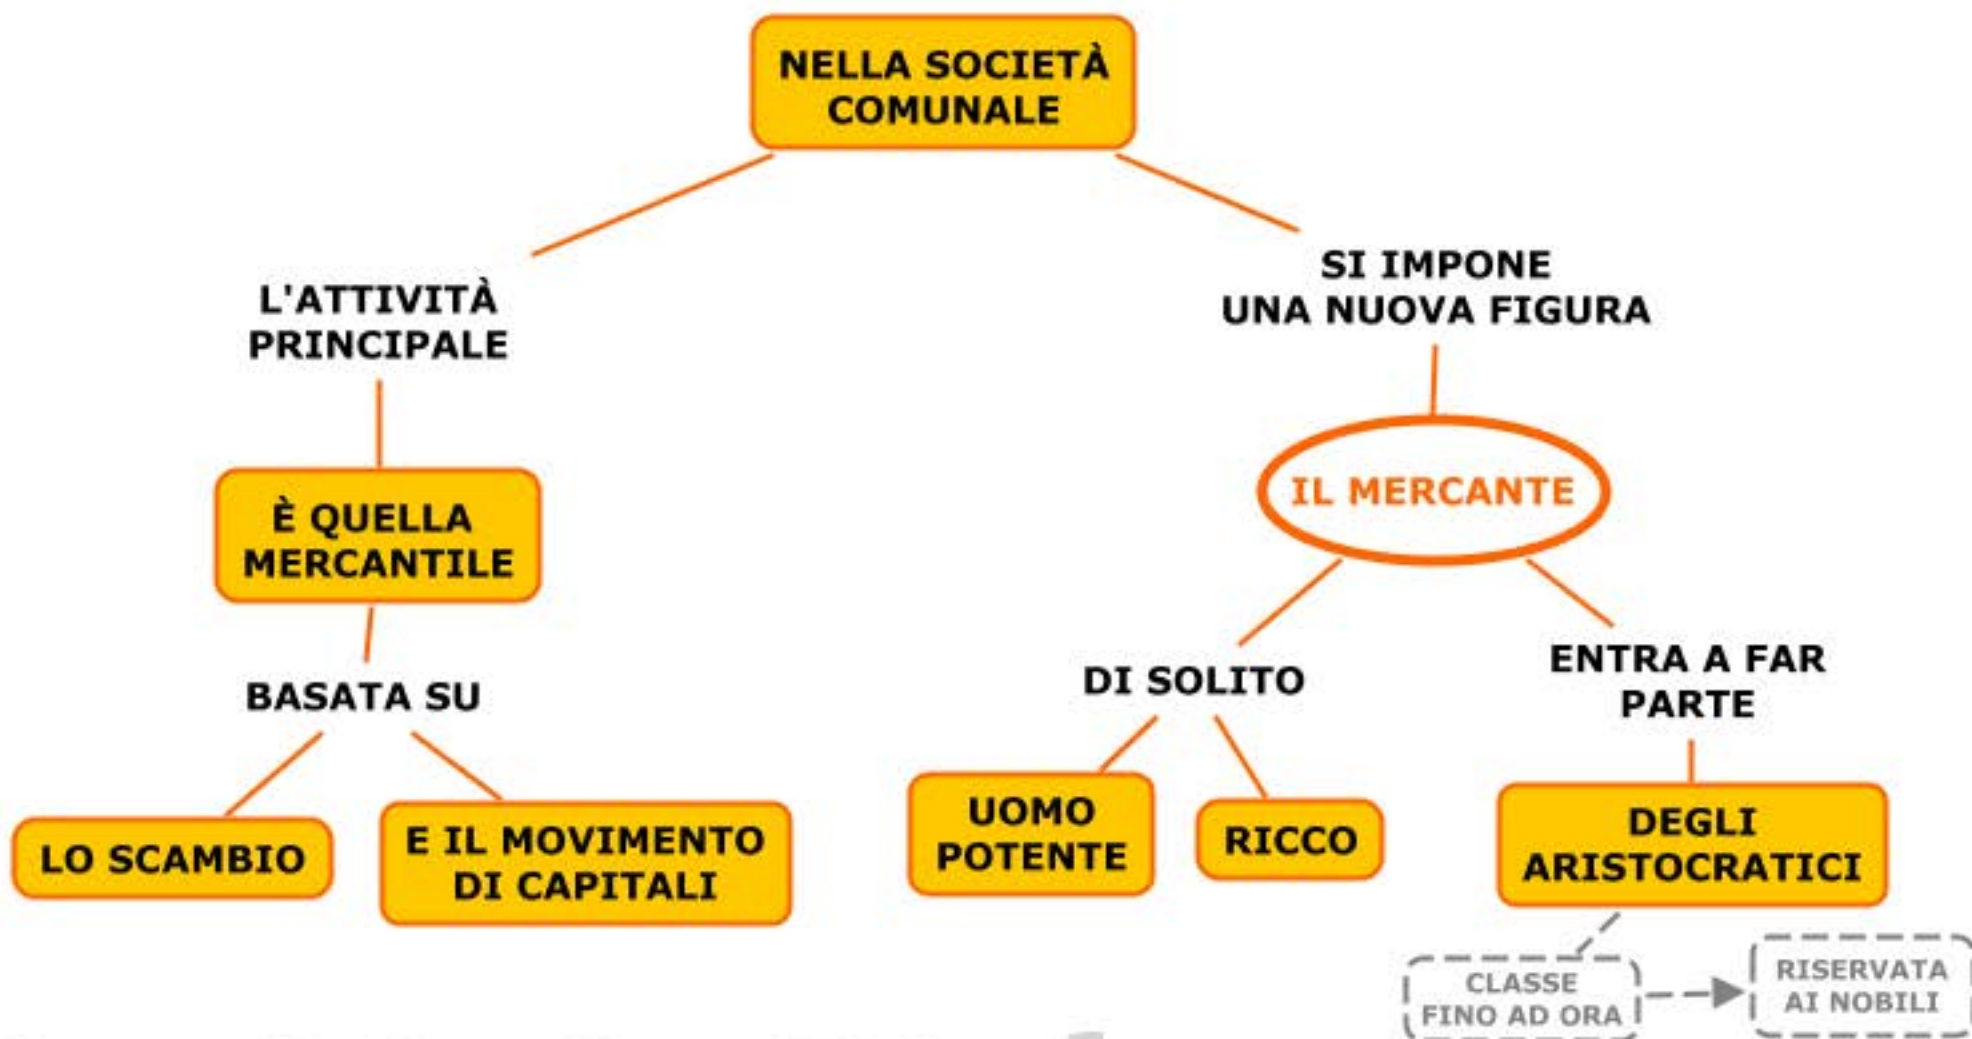 NELLA SOCIETÀ
COMUNALE
L'ATTIVITÀ
PRINCIPALE
SI IMPONE
UNA NUOVA FIGURA
È QUELLA
MERCANTILE
IL MERCANTE
BASATA SU
DI SOLITO
ENTRA A FAR
PARTE
LO SCAMBIO
E IL MOVIMENTO
DI CAPITALI
UOMO
POTENTE
RICCO
DEGLI
ARISTOCRATICI
CLASSE
FINO AD ORA
RISERVATA
AI NOBILI